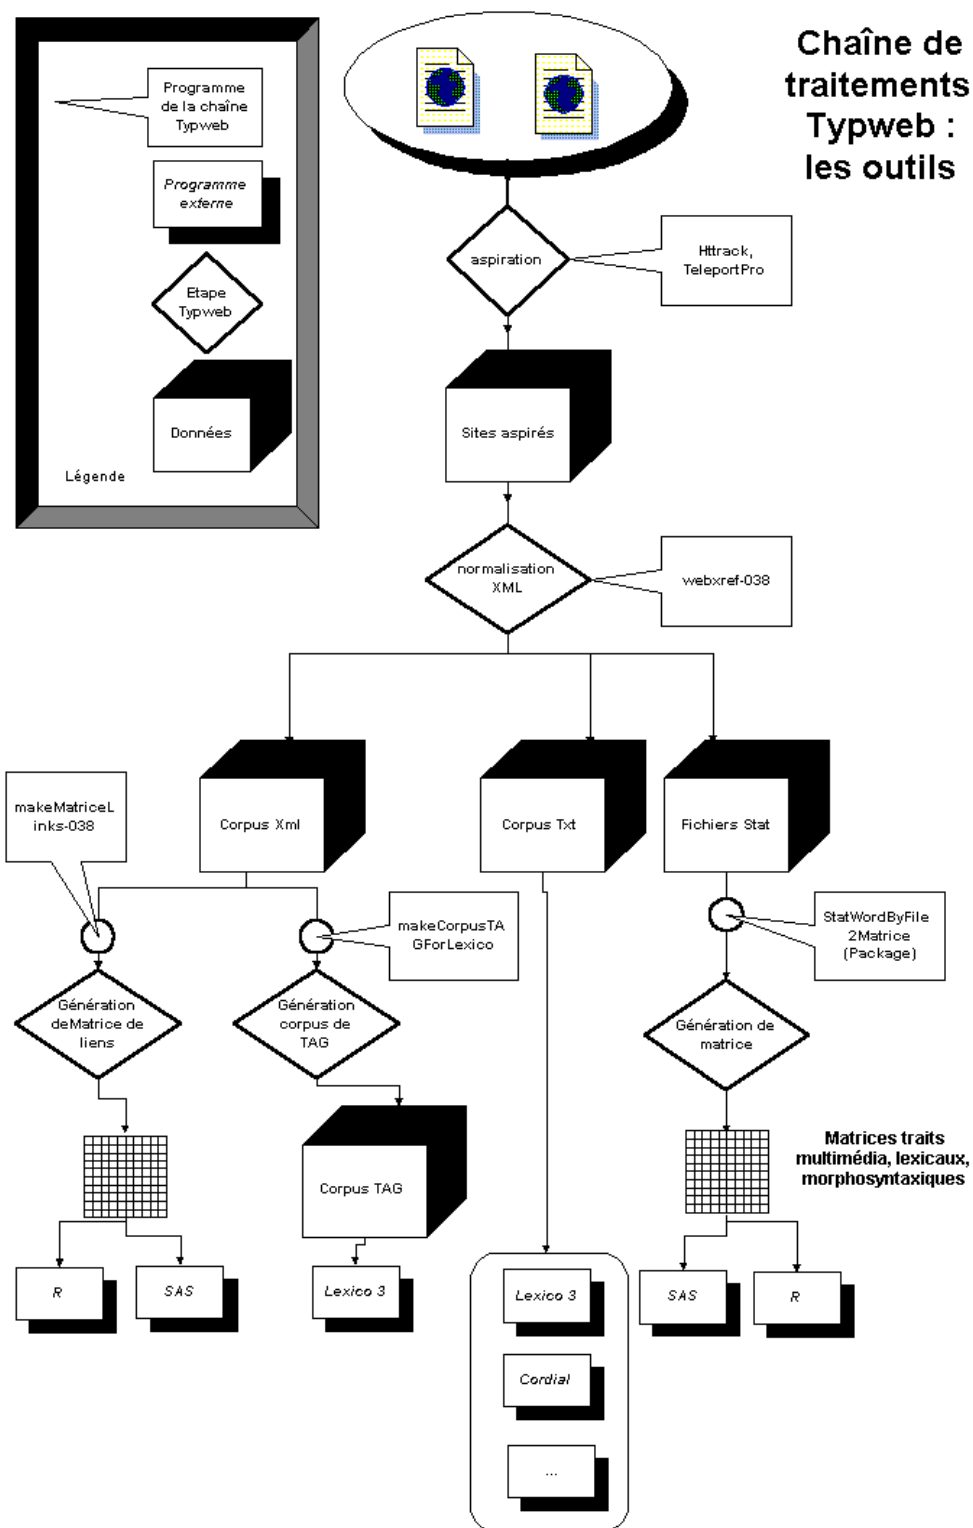 Chaîne de
traitements
Typweb :
les outils
Programme
de la chaîne
Typweb
Programme
externe
Etape
Typweb
Données
Légende
aspiration
Httrack,
TeleportPro
Sites aspirés
normalisation
XML
webxref-038
Corpus Xml
Corpus Txt
Fichiers Stat
makeMatriceL
inks-038
makeCorpusTA
GForLexico
StatWordByFile
2Matrice
(Package)
Génération
deMatrice de
liens
Génération
corpus de
TAG
Génération de
matrice
Corpus TAG
Matrices traits
multimédia, lexicaux,
morphosyntaxiques
R
SAS
Lexico 3
Lexico 3
Cordial
...
SAS
R